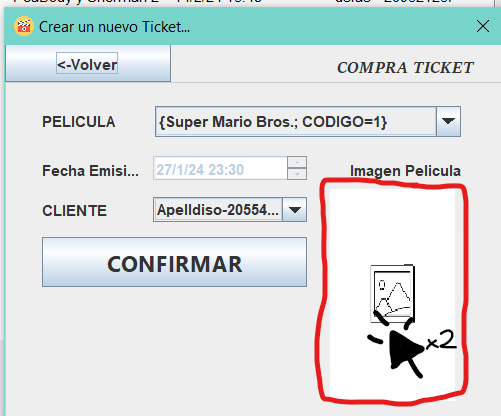 Crear un nuevo Ticket...
<-Volver
COMPRA TICKET
PELICULA
{Super Mario Bros.; CODIGO=1}
Fecha Emisi...
27/1/24 23:30
Imagen Pelicula
CLIENTE
Apelldiso-20554...
CONFIRMAR
x2